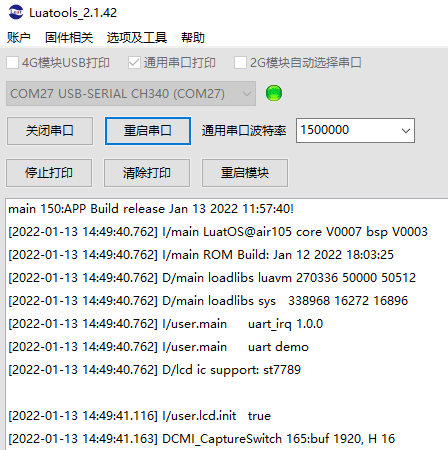 Luatools_2.1.42
账户 固件相关 选项及工具 帮助
4G模块USB打印 通用串口打印 2G模块自动选择串口
COM27 USB-SERIAL CH340 (COM27)
关闭串口 重启串口 通用串口波特率 1500000
停止打印 清除打印 重启模块
main 150:APP Build release Jan 13 2022 11:57:40!
[2022-01-13 14:49:40.762] I/main LuatOS@air105 core V0007 bsp V0003
[2022-01-13 14:49:40.762] I/main ROM Build: Jan 12 2022 18:03:25
[2022-01-13 14:49:40.762] D/main loadlibs luavm 270336 50000 50512
[2022-01-13 14:49:40.762] D/main loadlibs sys 338968 16272 16896
[2022-01-13 14:49:40.762] I/user.main uart_irq 1.0.0
[2022-01-13 14:49:40.762] I/user.main uart demo
[2022-01-13 14:49:40.762] D/lcd ic support: st7789
[2022-01-13 14:49:41.116] I/user.lcd.init true
[2022-01-13 14:49:41.163] DCMI_CaptureSwitch 165:buf 1920, H 16